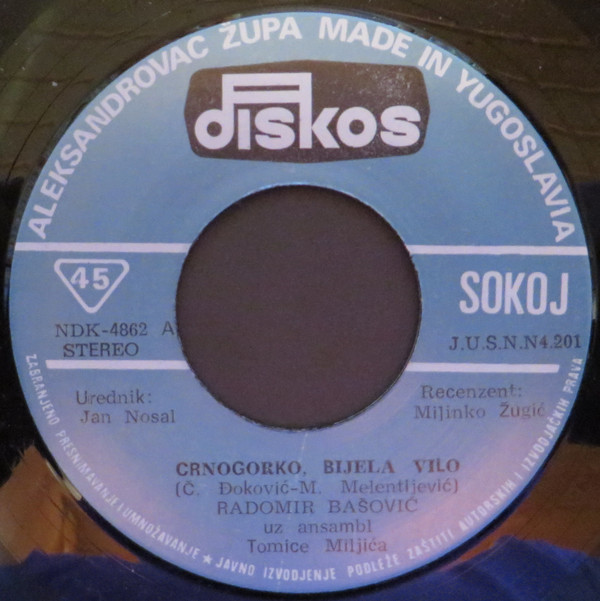 ALEKSANDROVAC ŽUPA MADE IN YUGOSLAVIA
diskos
45
SOKOJ
NDK-4862 A
STEREO
J.U.S.N.N4.201
Urednik:
Jan Nosal
Recenzent:
Miljinko Žugić
CRNOGORKO, BIJELA VILO
(Č. Đoković-M. Melentijević)
RADOMIR BAŠOVIĆ
uz ansambl
Tomice Miljića
ZABRANJENO PRESNIMAVANJE I UMNOŽAVANJE ★ JAVNO IZVODJENJE PODLEŽE ZAŠTITI AUTORSKIH I IZVODJAČKIH PRAVA